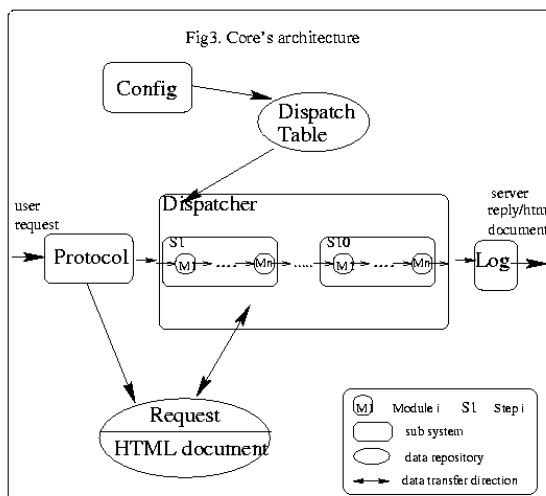 Fig3. Core's architecture
Config
Dispatch
Table
user
request
Protocol
Dispatcher
S1
M1
.....
Mn
.....
S10
M1
.....
Mn
server
reply/html
document
Log
Request
HTML document
M1 Module i S1 Step i
sub system
data repository
data transfer direction